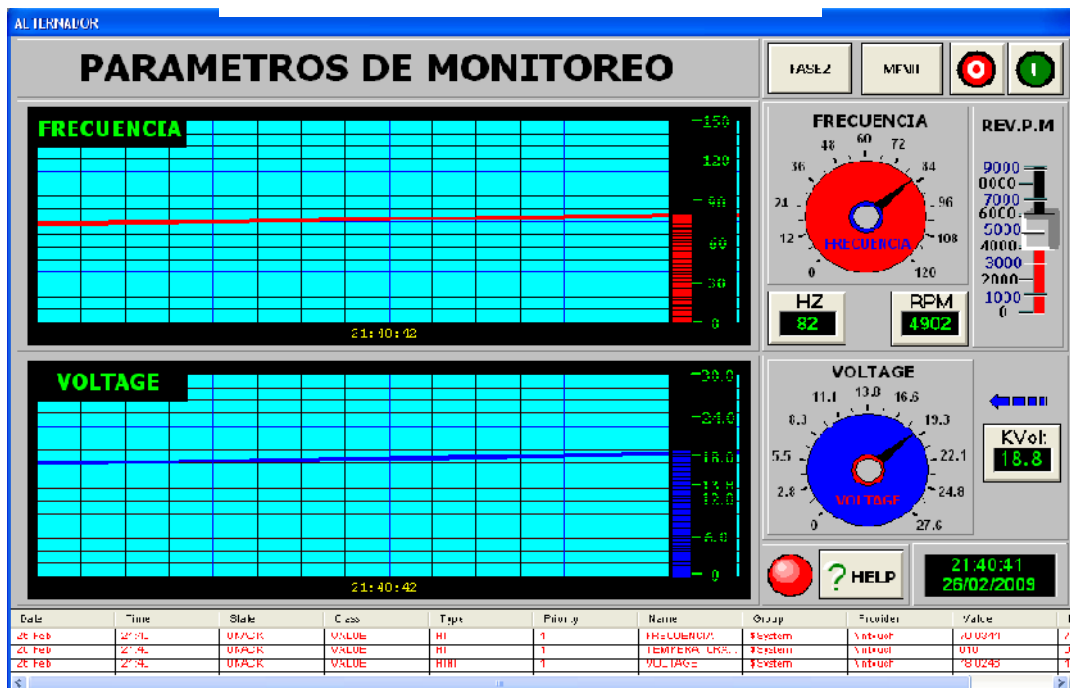 ALTERNADOR
PARAMETROS DE MONITOREO
FASE2
MENU
FRECUENCIA
150
120
90
60
30
0
21:40:42
FRECUENCIA
0
12
36
48
60
72
84
96
108
120
FRECUENCIA
HZ
82
RPM
4902
REV.P.M
9000
7000
6000
5000
4000
3000
2000
1000
0
VOLTAGE
30.0
24.0
18.0
12.0
6.0
0
21:40:42
VOLTAGE
0
2.8
5.5
8.3
11.1
13.8
16.6
19.3
22.1
24.8
27.6
VOLTAGE
KVolt
18.8
? HELP
21:40:41
26/02/2009
Date Time State Class Type Priority Name Group Provider Value
26 Feb UNACK VALUE HI 1 FRECUENCIA $System
26 Feb UNACK VALUE HI 1 $System
26 Feb UNACK VALUE HIHI 1 VOLTAGE $System